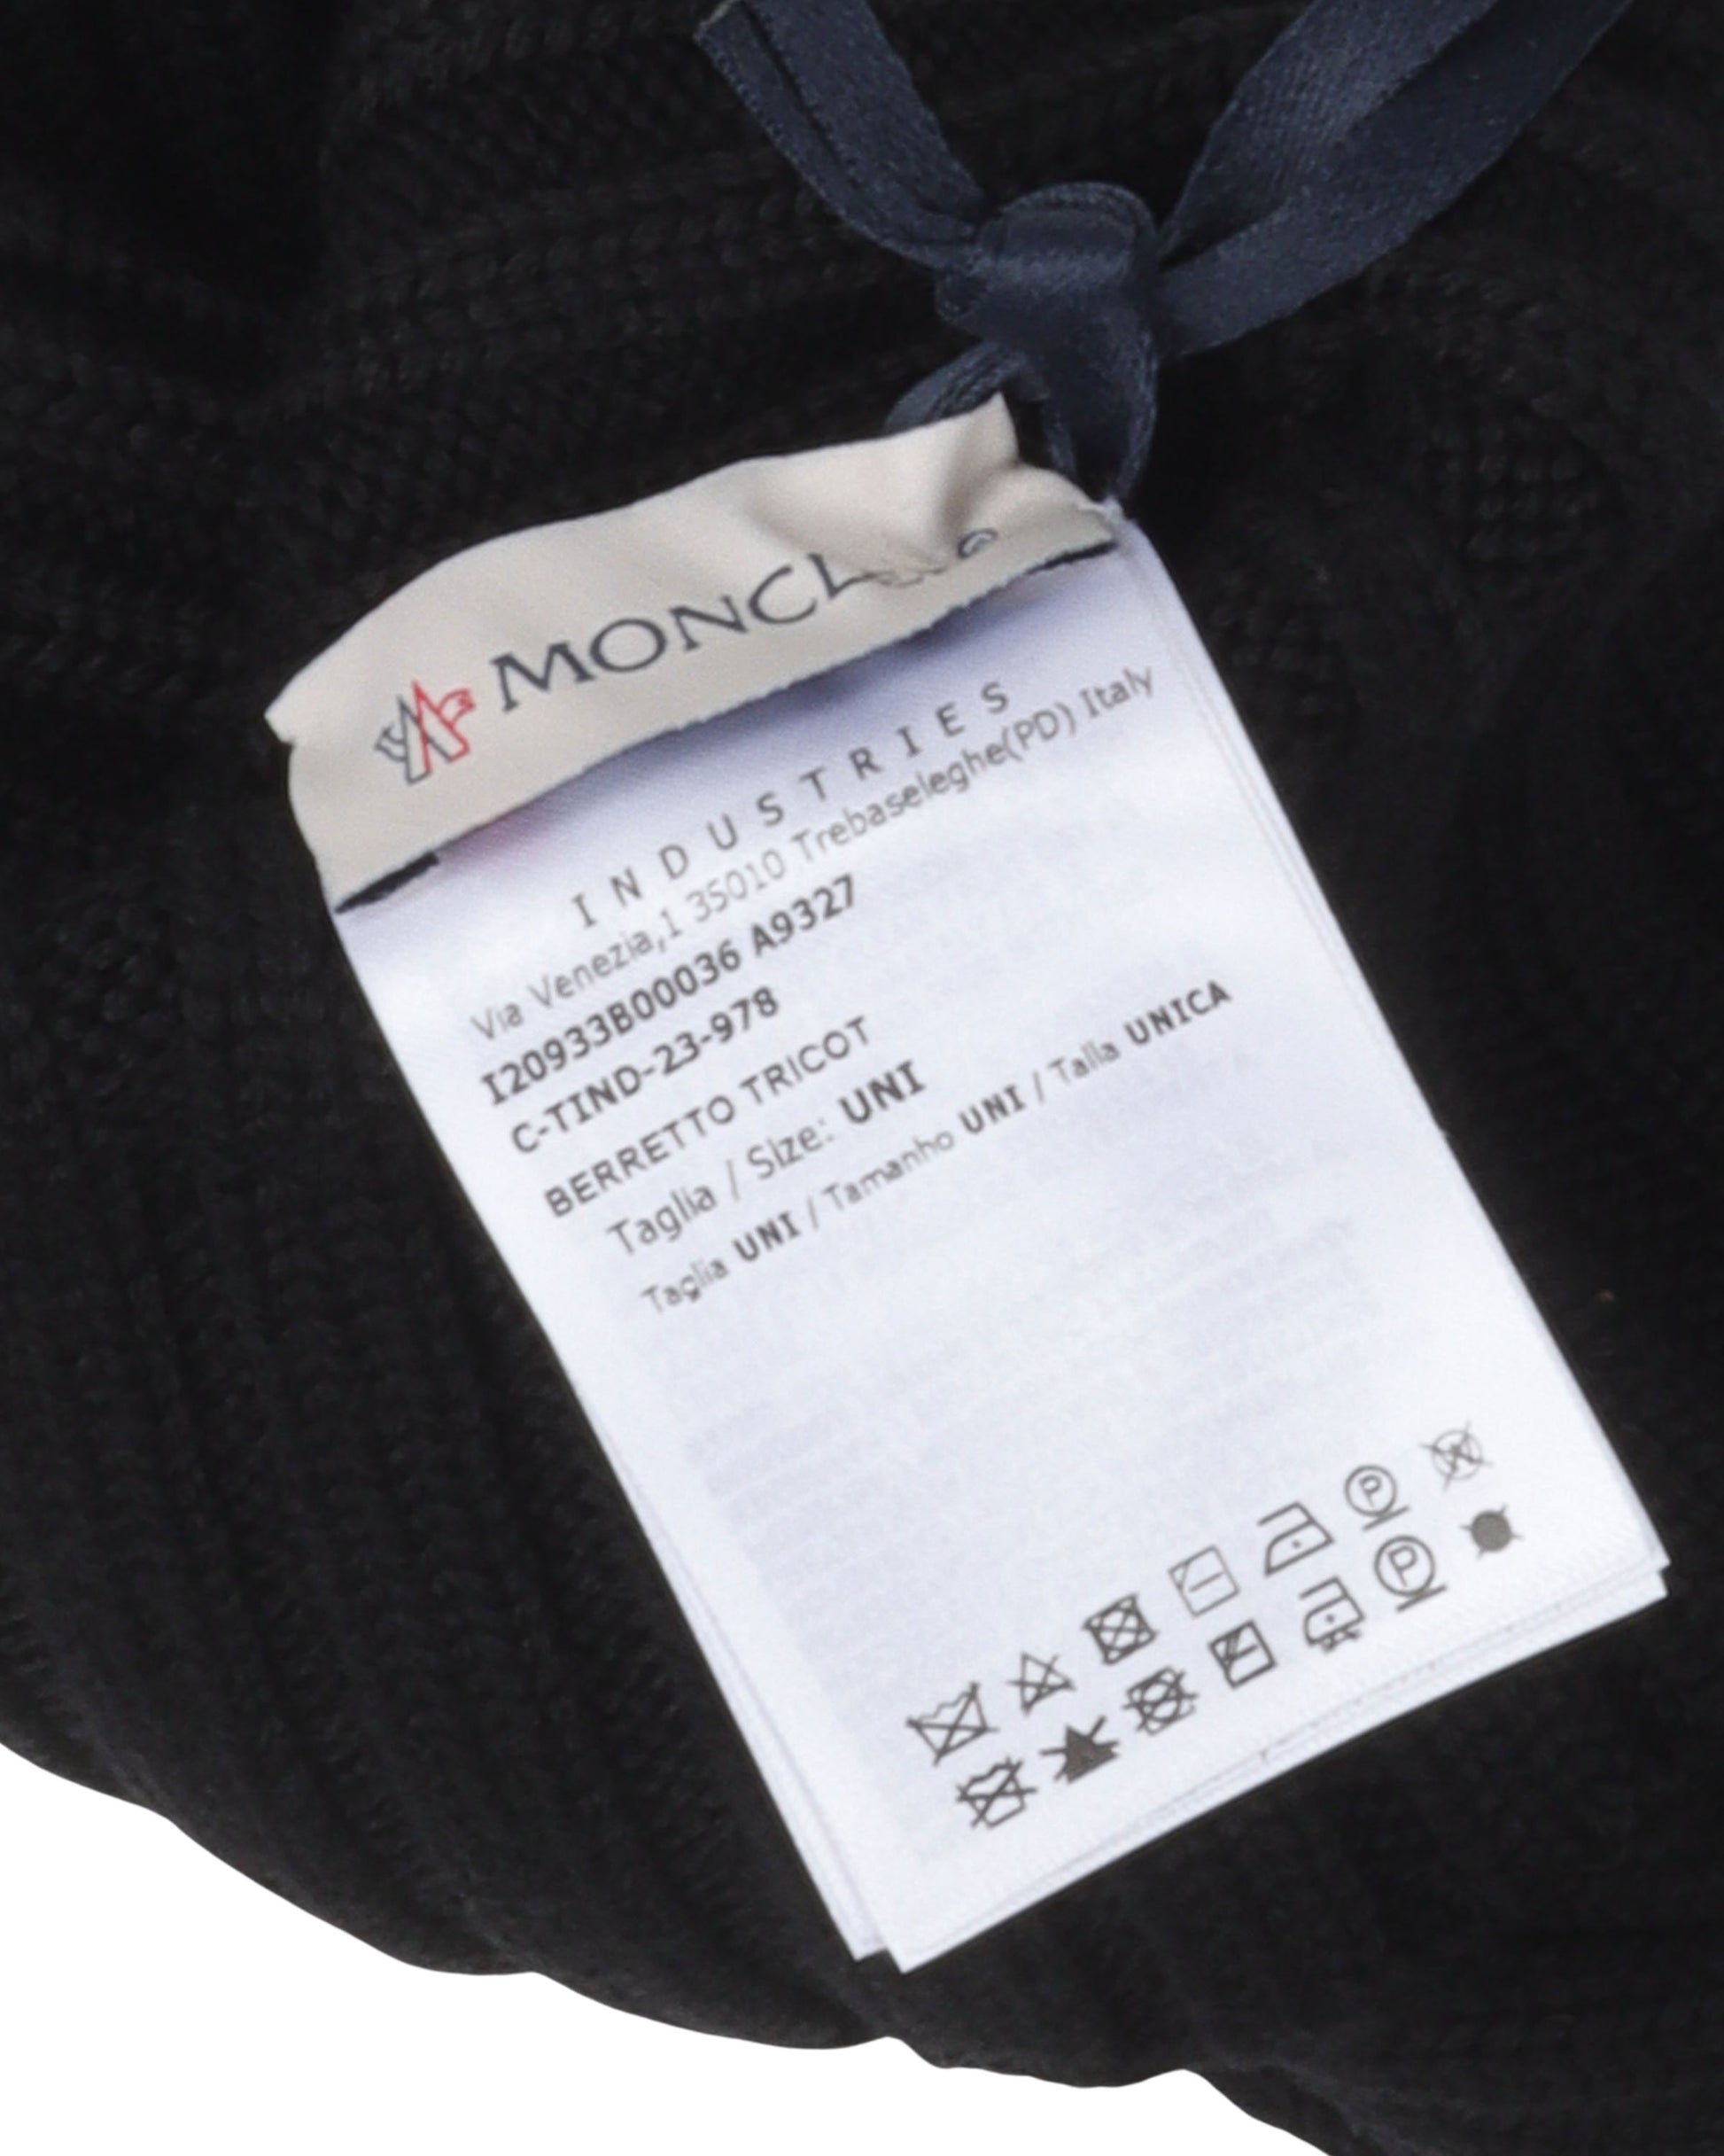 MONCL
INDUSTRIES
Via Venezia,1 35010 Trebaseleghe(PD) Italy
I20933B00036 A9327
C-TIND-23-978
BERRETTO TRICOT
Taglia / Size: UNI
Taglia UNI / Tamanho UNI / Talla UNICA
P
P